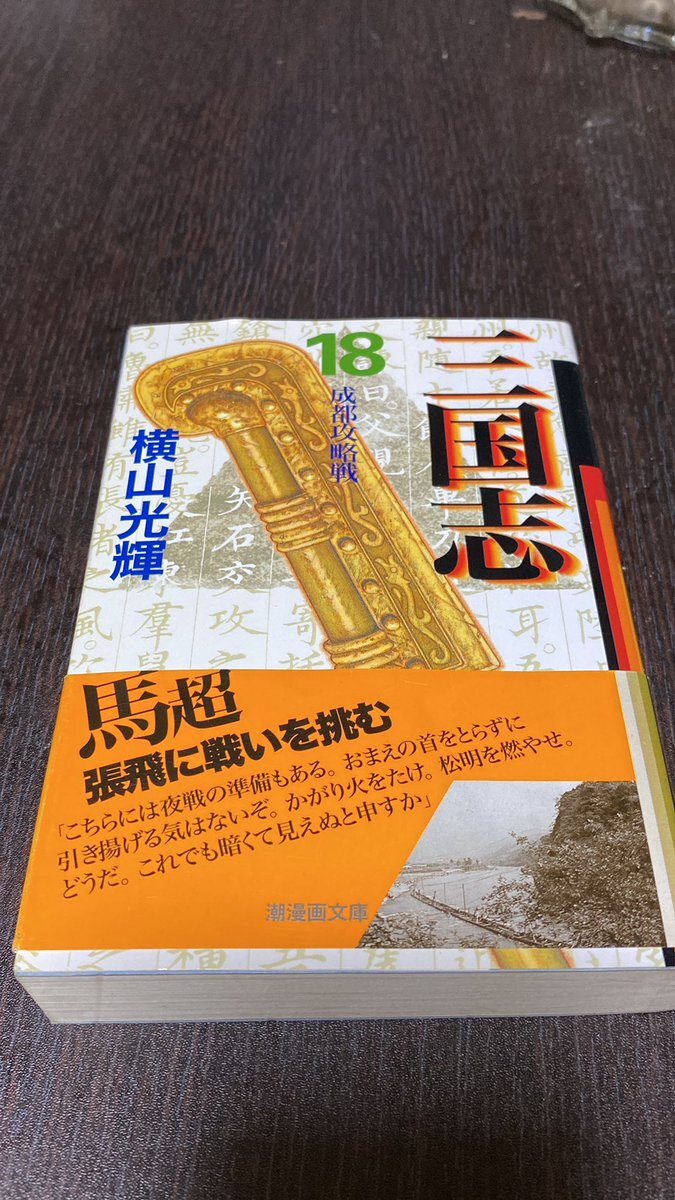 三国志
18
成都攻略戦
横山光輝
馬超
張飛に戦いを挑む
「こちらには夜戦の準備もある。おまえの首をとらずに
引き揚げる気はないぞ。かがり火をたけ。松明を燃やせ。
どうだ。これでも暗くて見えぬと申すか」
潮漫画文庫